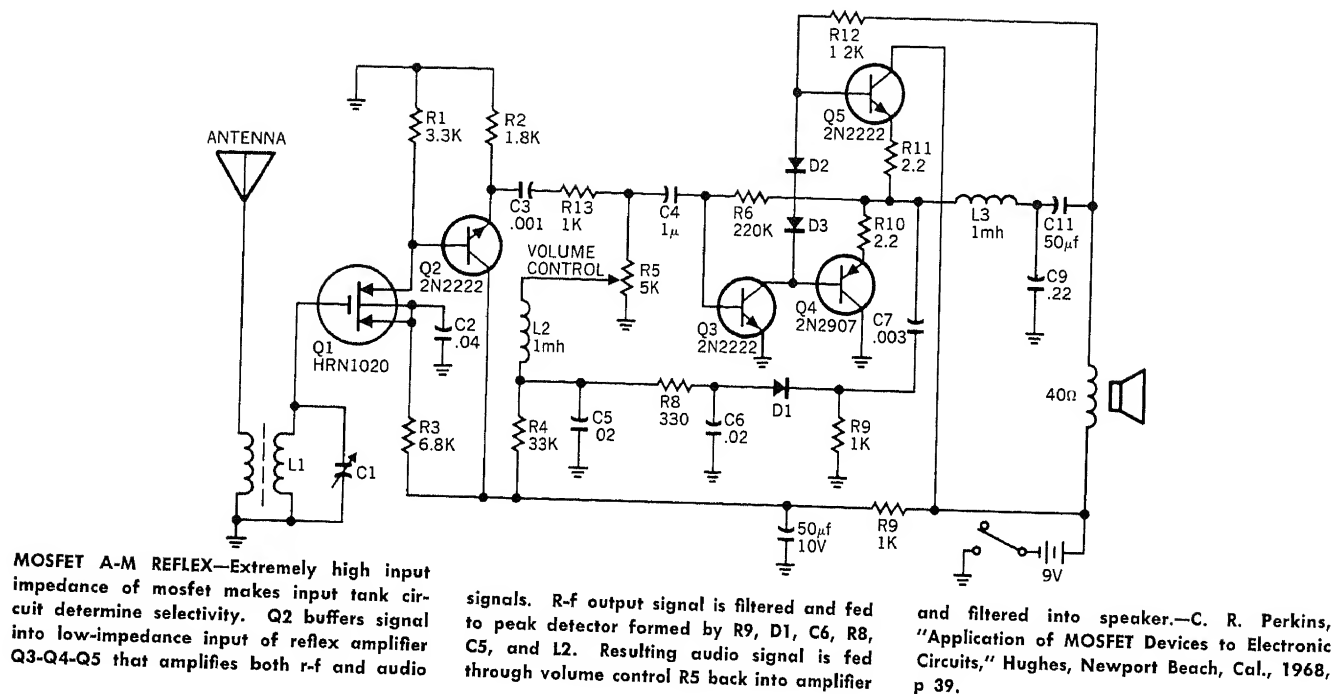 R12
1 2K
Q5
2N2222
R11
2.2
ANTENNA
R1
3.3K
R2
1.8K
D2
C3
.001
R13
1K
C4
1μ
R6
220K
D3
R10
2.2
L3
1mh
C11
50μf
Q2
2N2222
VOLUME
CONTROL
R5
5K
Q3
2N2222
Q4
2N2907
C7
.003
C9
.22
Q1
HRN1020
C2
.04
L2
1mh
R8
330
D1
40Ω
R3
6.8K
R4
33K
C5
02
C6
.02
R9
1K
L1
C1
50μf
10V
R9
1K
9V
MOSFET A-M REFLEX—Extremely high input
impedance of mosfet makes input tank cir-
cuit determine selectivity. Q2 buffers signal
into low-impedance input of reflex amplifier
Q3-Q4-Q5 that amplifies both r-f and audio
signals. R-f output signal is filtered and fed
to peak detector formed by R9, D1, C6, R8,
C5, and L2. Resulting audio signal is fed
through volume control R5 back into amplifier
and filtered into speaker.—C. R. Perkins,
"Application of MOSFET Devices to Electronic
Circuits," Hughes, Newport Beach, Cal., 1968,
p 39.